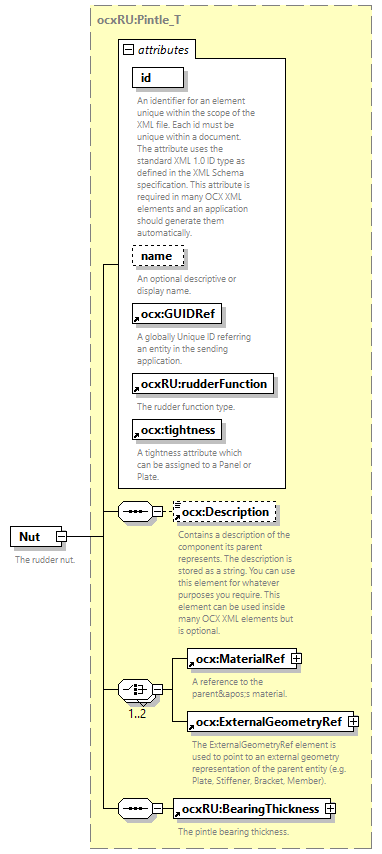 ocxRU:Pintle_T
attributes
id
An identifier for an element
unique within the scope of the
XML file. Each id must be
unique within a document.
The attribute uses the
standard XML 1.0 ID type as
defined in the XML Schema
specification. This attribute is
required in many OCX XML
elements and an application
should generate them
automatically.
name
An optional descriptive or
display name.
ocx:GUIDRef
A globally Unique ID referring
an entity in the sending
application.
ocxRU:rudderFunction
The rudder function type.
ocx:tightness
A tightness attribute which
can be assigned to a Panel or
Plate.
ocx:Description
Contains a description of the
component its parent
represents. The description is
stored as a string. You can use
this element for whatever
purposes you require. This
element can be used inside
many OCX XML elements but
is optional.
Nut
The rudder nut.
ocx:MaterialRef
A reference to the
parent&apos;s material.
1..2
ocx:ExternalGeometryRef
The ExternalGeometryRef element is
used to point to an external geometry
representation of the parent entity (e.g.
Plate, Stiffener, Bracket, Member).
ocxRU:BearingThickness
The pintle bearing thickness.